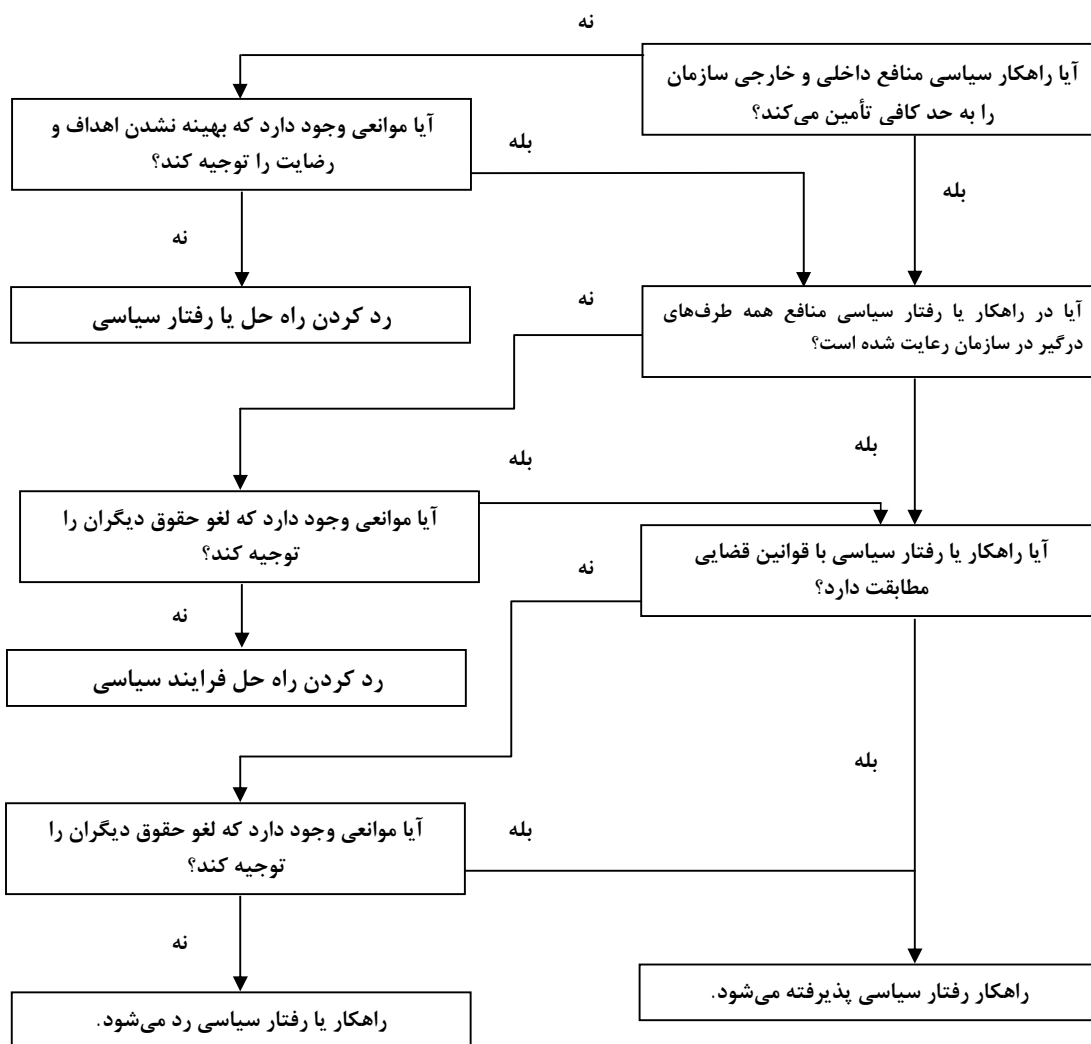 نه
آیا راهکار سیاسی منافع داخلی و خارجی سازمان
را به حد کافی تأمین می‌کند؟
آیا موانعی وجود دارد که بهینه نشدن اهداف و
رضایت را توجیه کند؟
بله
بله
نه
رد کردن راه حل یا رفتار سیاسی
نه
آیا در راهکار یا رفتار سیاسی منافع همه طرف‌های
درگیر در سازمان رعایت شده است؟
بله
بله
آیا موانعی وجود دارد که لغو حقوق دیگران را
توجیه کند؟
آیا راهکار یا رفتار سیاسی با قوانین قضایی
مطابقت دارد؟
نه
نه
رد کردن راه حل فرایند سیاسی
بله
آیا موانعی وجود دارد که لغو حقوق دیگران را
توجیه کند؟
بله
نه
راهکار رفتار سیاسی پذیرفته می‌شود.
راهکار یا رفتار سیاسی رد می‌شود.